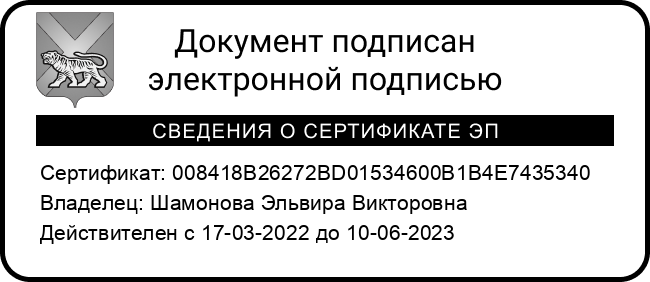 Документ подписан
электронной подписью
СВЕДЕНИЯ О СЕРТИФИКАТЕ ЭП
Сертификат: 008418B26272BD01534600B1B4E7435340
Владелец: Шамонова Эльвира Викторовна
Действителен с 17-03-2022 до 10-06-2023